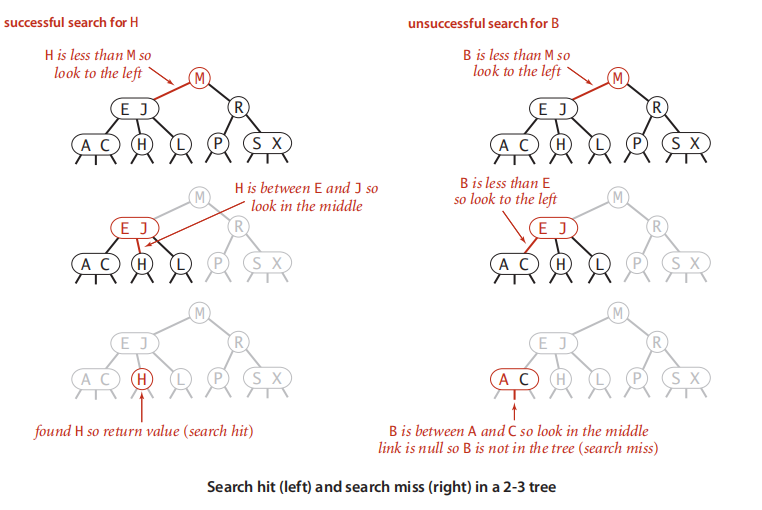 successful search for H
H is less than M so
look to the left
M
E J
R
A C
H
L
P
S X
H is between E and J so
look in the middle
M
E J
R
A C
H
L
P
S X
M
E J
R
A C
H
L
P
S X
found H so return value (search hit)
unsuccessful search for B
B is less than M so
look to the left
M
E J
R
A C
H
L
P
S X
B is less than E
so look to the left
M
E J
R
A C
H
L
P
S X
M
E J
R
A C
H
L
P
S X
B is between A and C so look in the middle
link is null so B is not in the tree (search miss)
Search hit (left) and search miss (right) in a 2-3 tree